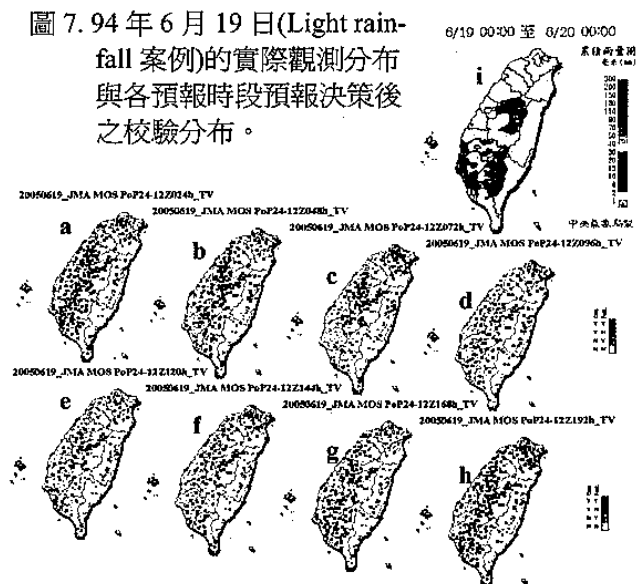 圖 7. 94 年 6 月 19 日(Light rain-
fall 案例)的實際觀測分布
與各預報時段預報決策後
之校驗分布。
6/19 00:00 至 6/20 00:00
累積雨量圖
毫米(mm)
i
中央氣象局製
20050619_JMA MOS PoP24-12Z024h_TV
20050619_JMA MOS PoP24-12Z048h_TV
20050619_JMA MOS PoP24-12Z072h_TV
20050619_JMA MOS PoP24-12Z096h_TV
a
b
c
d
20050619_JMA MOS PoP24-12Z120h_TV
20050619_JMA MOS PoP24-12Z144h_TV
20050619_JMA MOS PoP24-12Z168h_TV
20050619_JMA MOS PoP24-12Z192h_TV
e
f
g
h